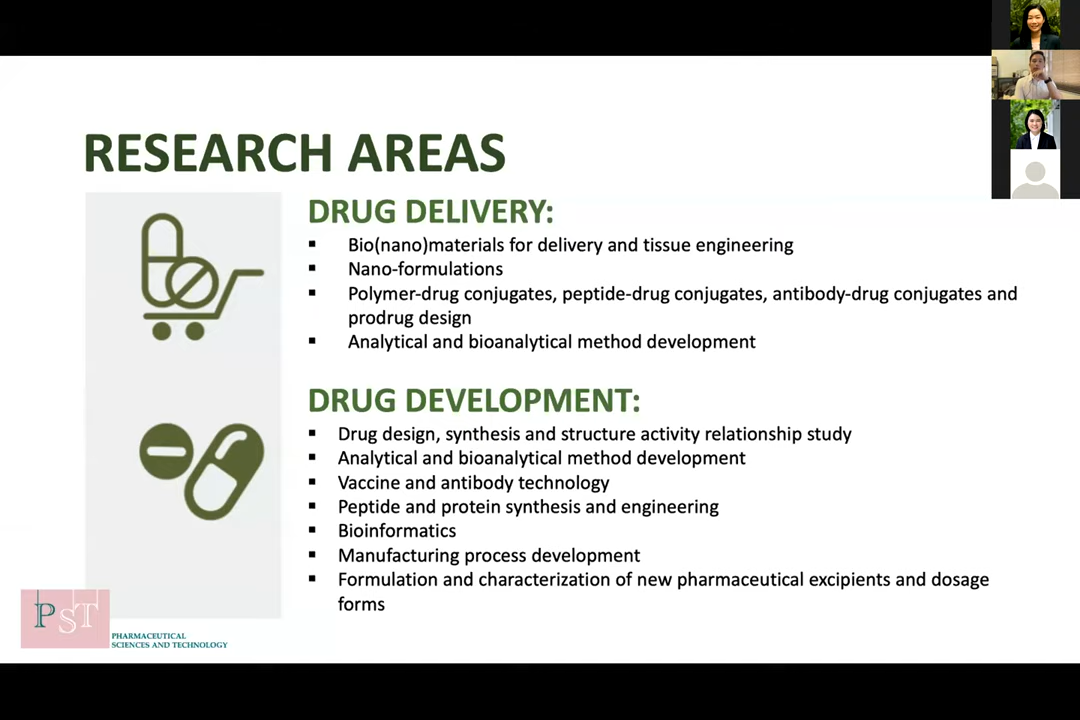 RESEARCH AREAS
DRUG DELIVERY:
▪ Bio(nano)materials for delivery and tissue engineering
▪ Nano-formulations
▪ Polymer-drug conjugates, peptide-drug conjugates, antibody-drug conjugates and
prodrug design
▪ Analytical and bioanalytical method development
DRUG DEVELOPMENT:
▪ Drug design, synthesis and structure activity relationship study
▪ Analytical and bioanalytical method development
▪ Vaccine and antibody technology
▪ Peptide and protein synthesis and engineering
▪ Bioinformatics
▪ Manufacturing process development
▪ Formulation and characterization of new pharmaceutical excipients and dosage
forms
PST
PHARMACEUTICAL
SCIENCES AND TECHNOLOGY